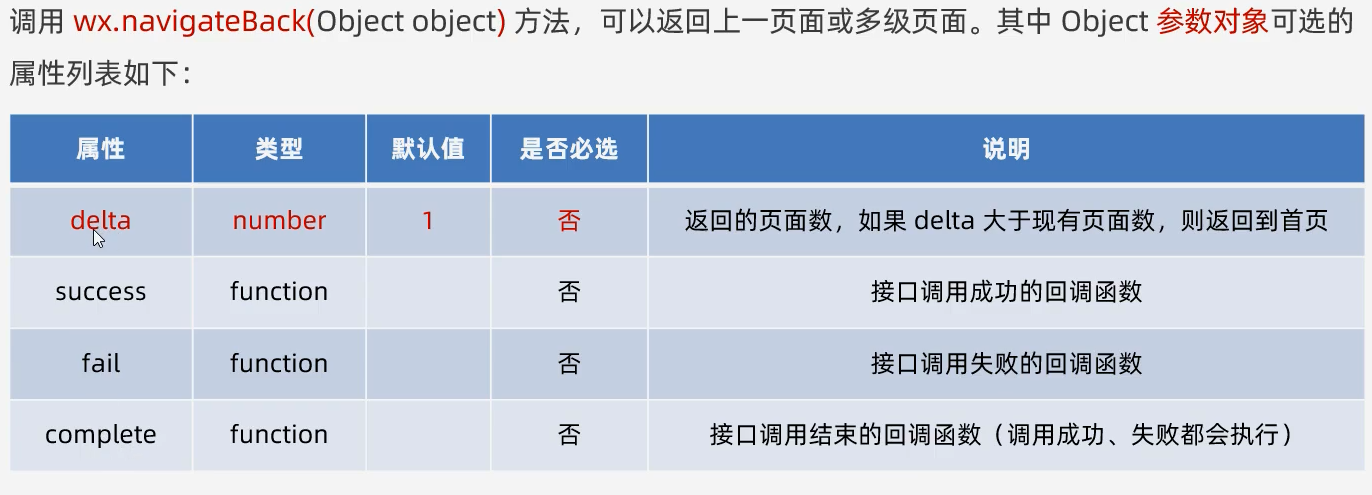 调用 wx.navigateBack(Object object) 方法，可以返回上一页面或多级页面。其中 Object 参数对象可选的
属性列表如下：
属性 类型 默认值 是否必选 说明
delta number 1 否 返回的页面数，如果 delta 大于现有页面数，则返回到首页
success function 否 接口调用成功的回调函数
fail function 否 接口调用失败的回调函数
complete function 否 接口调用结束的回调函数（调用成功、失败都会执行）